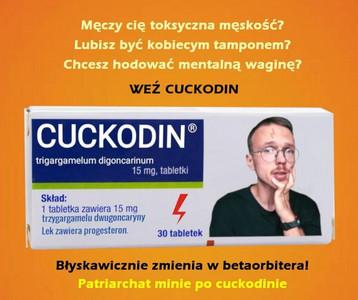 Męczy cię toksyczna męskość?
Lubisz być kobiecym tamponem?
Chcesz hodować mentalną waginę?
WEŹ CUCKODIN
CUCKODIN®
trigargamelum digoncarinum
15 mg, tabletki
Skład:
1 tabletka zawiera 15 mg
trzygargamelu dwugoncaryny
Lek zawiera progesteron.
30 tabletek
Błyskawicznie zmienia w betaorbitera!
Patriarchat minie po cuckodinie